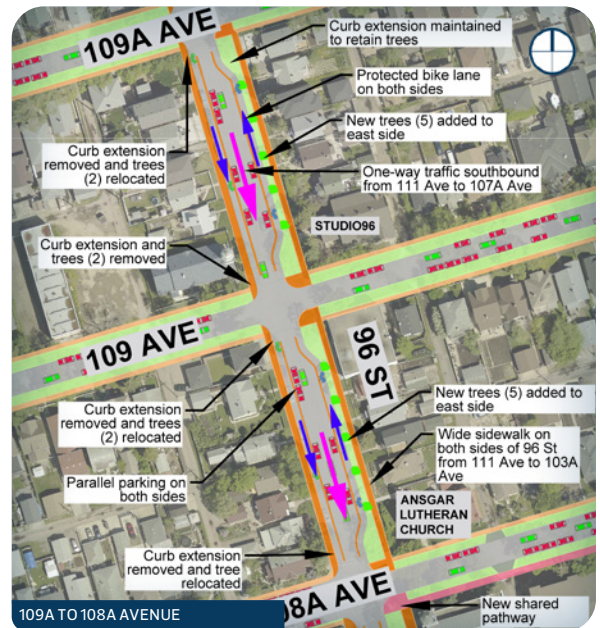 109A AVE
Curb extension maintained
to retain trees
Protected bike lane
on both sides
New trees (5) added to
east side
Curb extension
removed and trees
(2) relocated
One-way traffic southbound
from 111 Ave to 107A Ave
STUDIO96
Curb extension and
trees (2) removed
109 AVE
96 ST
Curb extension
removed and trees
(2) relocated
New trees (5) added to
east side
Parallel parking on
both sides
Wide sidewalk on
both sides of 96 St
from 111 Ave to 103A
Ave
ANSGAR
LUTHERAN
CHURCH
Curb extension
removed and tree
relocated
08A AVE
New shared
pathway
109A TO 108A AVENUE